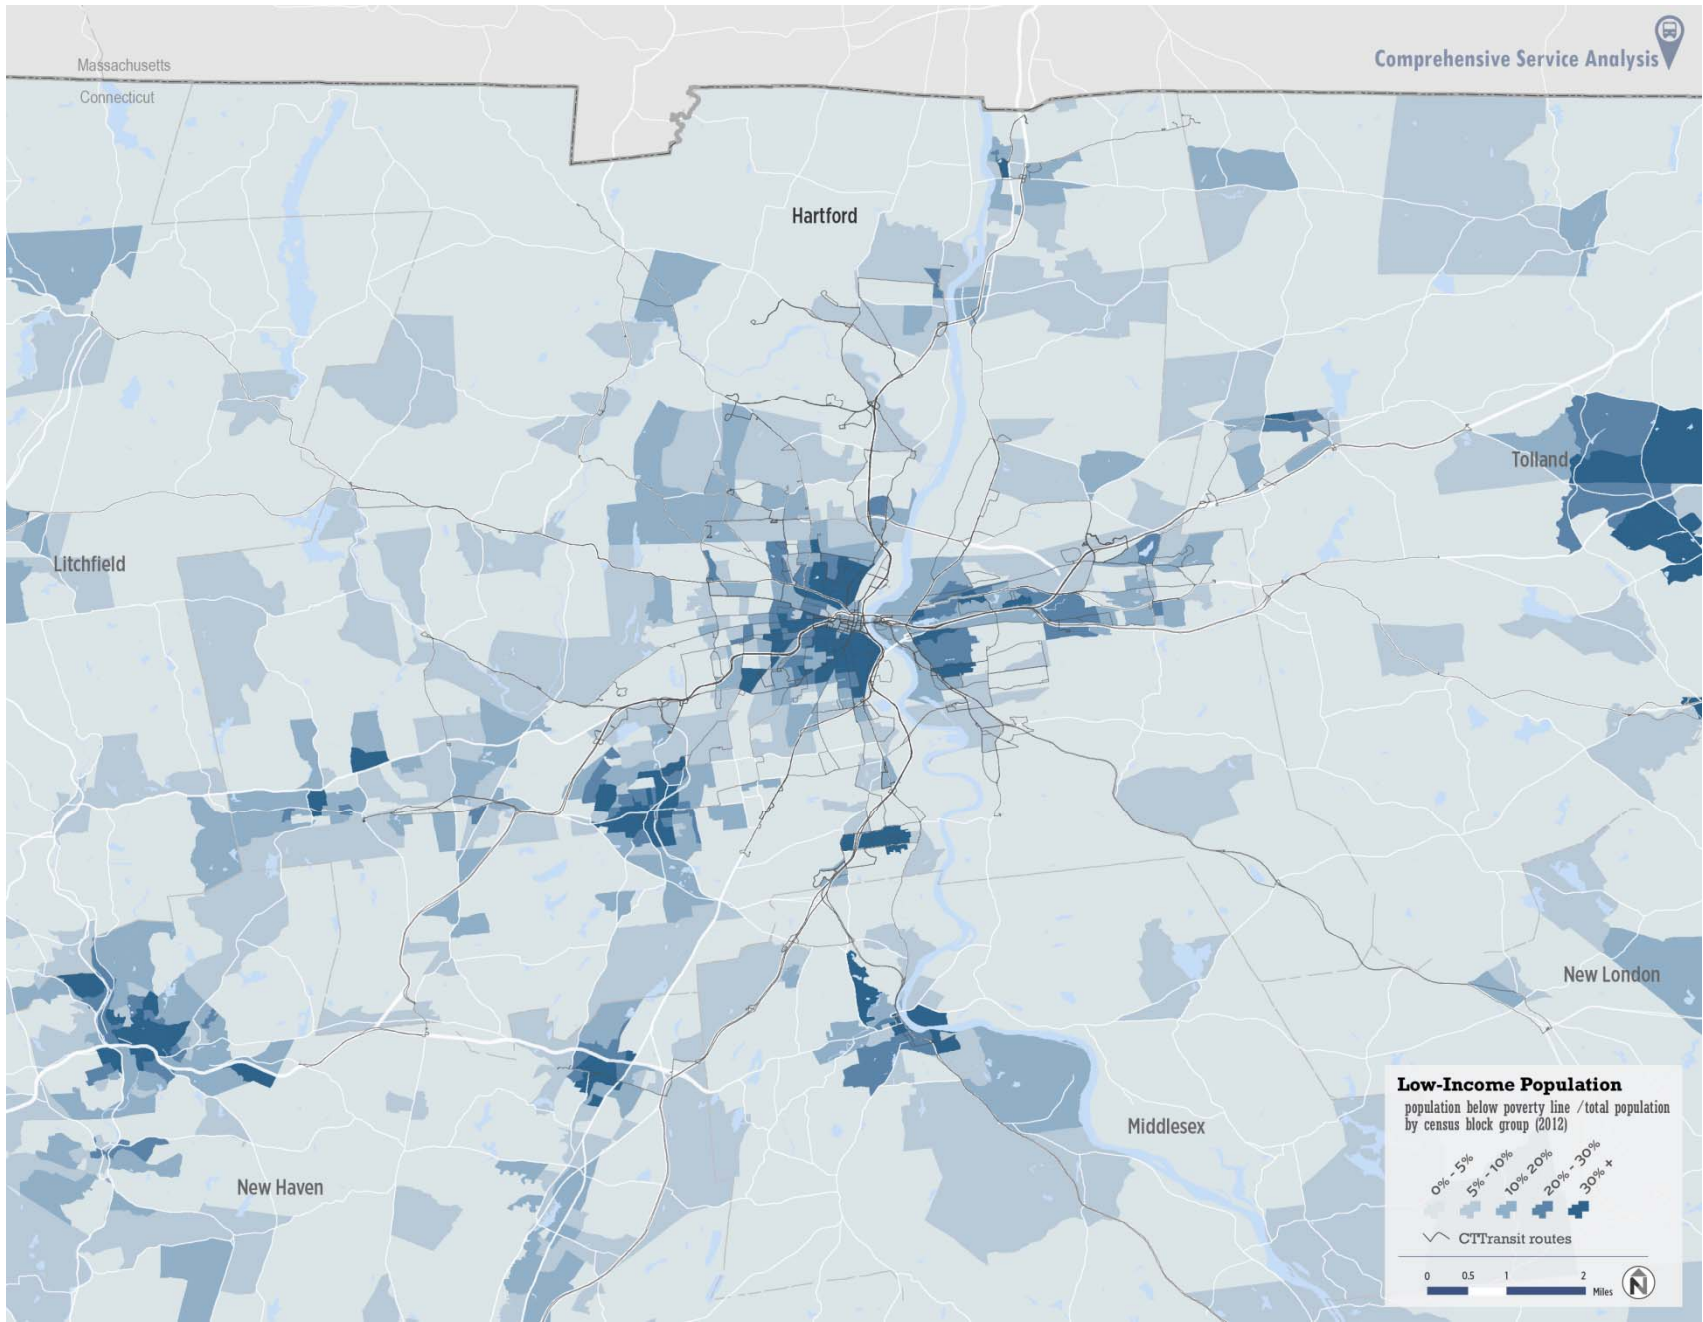 Massachusetts
Connecticut
Comprehensive Service Analysis
Hartford
Tolland
Litchfield
New London
Middlesex
New Haven
Low-Income Population
population below poverty line /total population
by census block group (2012)
0% - 5%
5% - 10%
10% 20%
20% - 30%
30% +
CTTransit routes
0 0.5 1 2
Miles
N